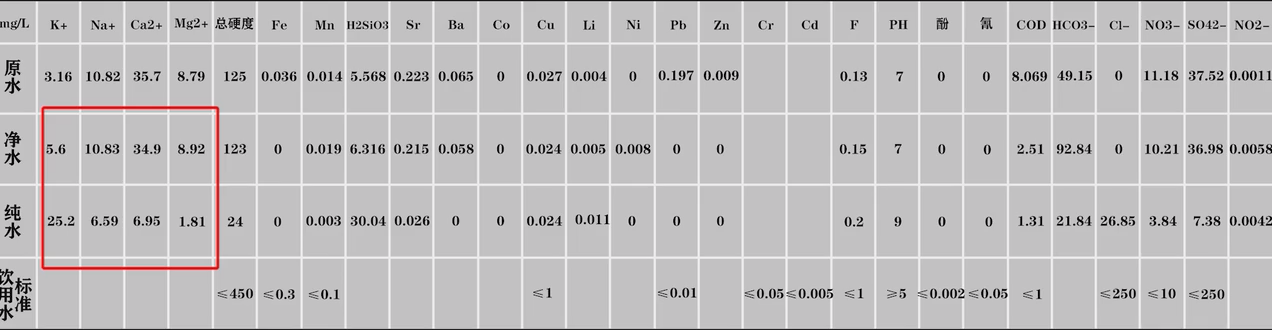 mg/L K+ Na+ Ca2+ Mg2+ 总硬度 Fe Mn H2SiO3 Sr Ba Co Cu Li Ni Pb Zn Cr Cd F PH 酚 氰 COD HCO3- Cl- NO3- SO42- NO2-
原水 3.16 10.82 35.7 8.79 125 0.036 0.014 5.568 0.223 0.065 0 0.027 0.004 0 0.197 0.009 0.13 7 0 0 8.069 49.15 0 11.18 37.52 0.0011
净水 5.6 10.83 34.9 8.92 123 0 0.019 6.316 0.215 0.058 0 0.024 0.005 0.008 0 0 0.15 7 0 0 2.51 92.84 0 10.21 36.98 0.0058
纯水 25.2 6.59 6.95 1.81 24 0 0.003 30.04 0.026 0 0 0.024 0.011 0 0 0 0.2 9 0 0 1.31 21.84 26.85 3.84 7.38 0.0042
饮用水标准 ≤450 ≤0.3 ≤0.1 ≤1 ≤0.01 ≤0.05 ≤0.005 ≤1 ≥5 ≤0.002 ≤0.05 ≤1 ≤250 ≤10 ≤250